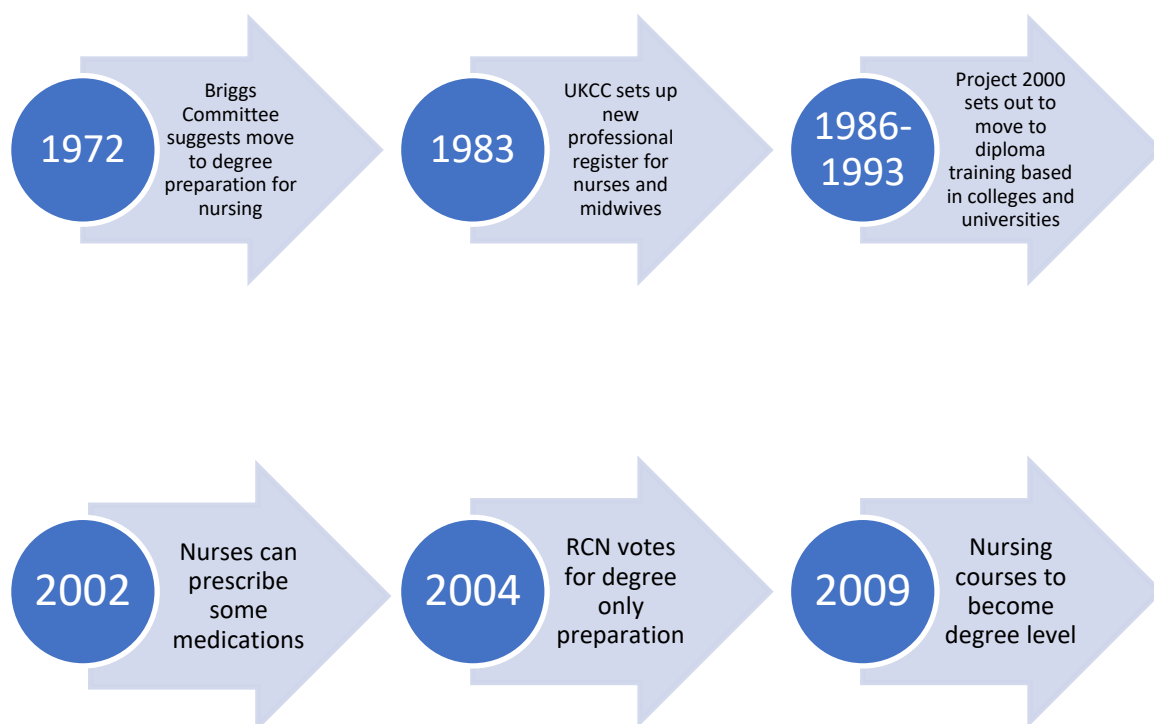 1972
Briggs
Committee
suggests move
to degree
preparation for
nursing
1983
UKCC sets up
new
professional
register for
nurses and
midwives
1986-
1993
Project 2000
sets out to
move to
diploma
training based
in colleges and
universities
2002
Nurses can
prescribe
some
medications
2004
RCN votes
for degree
only
preparation
2009
Nursing
courses to
become
degree level